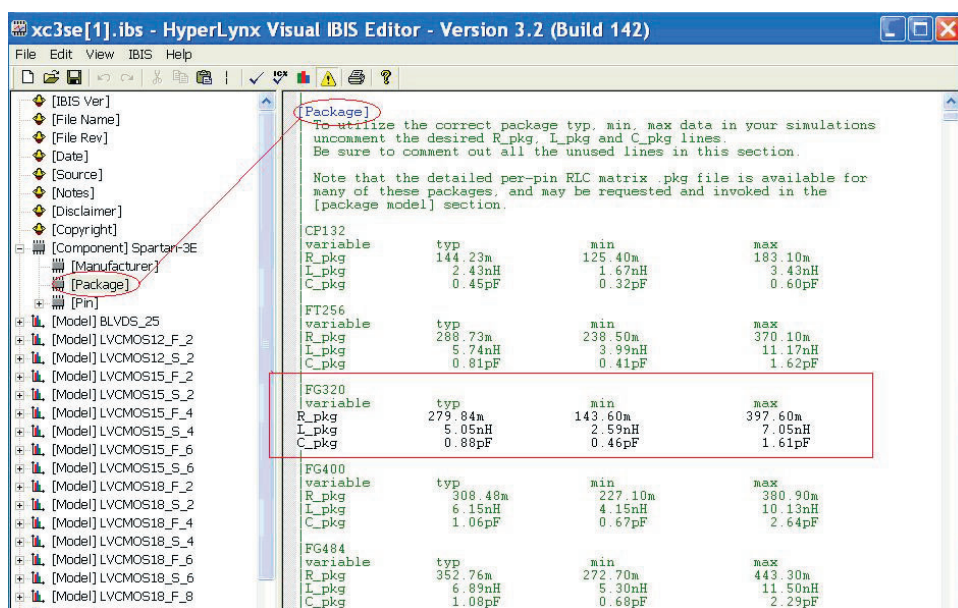 xc3se[1].ibs - HyperLynx Visual IBIS Editor - Version 3.2 (Build 142)
File Edit View IBIS Help
[IBIS Ver]
[File Name]
[File Rev]
[Date]
[Source]
[Notes]
[Disclaimer]
[Copyright]
[Component] Spartan-3E
[Manufacturer]
[Package]
[Pin]
[Model] BLVDS_25
[Model] LVCMOS12_F_2
[Model] LVCMOS12_S_2
[Model] LVCMOS15_F_2
[Model] LVCMOS15_S_2
[Model] LVCMOS15_F_4
[Model] LVCMOS15_S_4
[Model] LVCMOS15_F_6
[Model] LVCMOS15_S_6
[Model] LVCMOS18_F_2
[Model] LVCMOS18_S_2
[Model] LVCMOS18_F_4
[Model] LVCMOS18_S_4
[Model] LVCMOS18_F_6
[Model] LVCMOS18_S_6
[Model] LVCMOS18_F_8
[Package]
| To utilize the correct package typ, min, max data in your simulations
| uncomment the desired R_pkg, L_pkg and C_pkg lines.
| Be sure to comment out all the unused lines in this section.
| Note that the detailed per-pin RLC matrix .pkg file is available for
| many of these packages, and may be requested and invoked in the
| [package model] section.
|CP132
|variable typ min max
|R_pkg 144.23m 125.40m 183.10m
|L_pkg 2.43nH 1.67nH 3.43nH
|C_pkg 0.45pF 0.32pF 0.60pF
|FT256
|variable typ min max
|R_pkg 288.73m 238.50m 370.10m
|L_pkg 5.74nH 3.99nH 11.17nH
|C_pkg 0.81pF 0.41pF 1.62pF
|FG320
|variable typ min max
R_pkg 279.84m 143.60m 397.60m
L_pkg 5.05nH 2.59nH 7.05nH
C_pkg 0.88pF 0.46pF 1.61pF
|FG400
|variable typ min max
|R_pkg 308.48m 227.10m 380.90m
|L_pkg 6.15nH 4.15nH 10.13nH
|C_pkg 1.06pF 0.67pF 2.64pF
|FG484
|variable typ min max
|R_pkg 352.76m 272.70m 443.30m
|L_pkg 6.89nH 5.30nH 11.50nH
|C_pkg 1.08pF 0.68pF 2.29pF